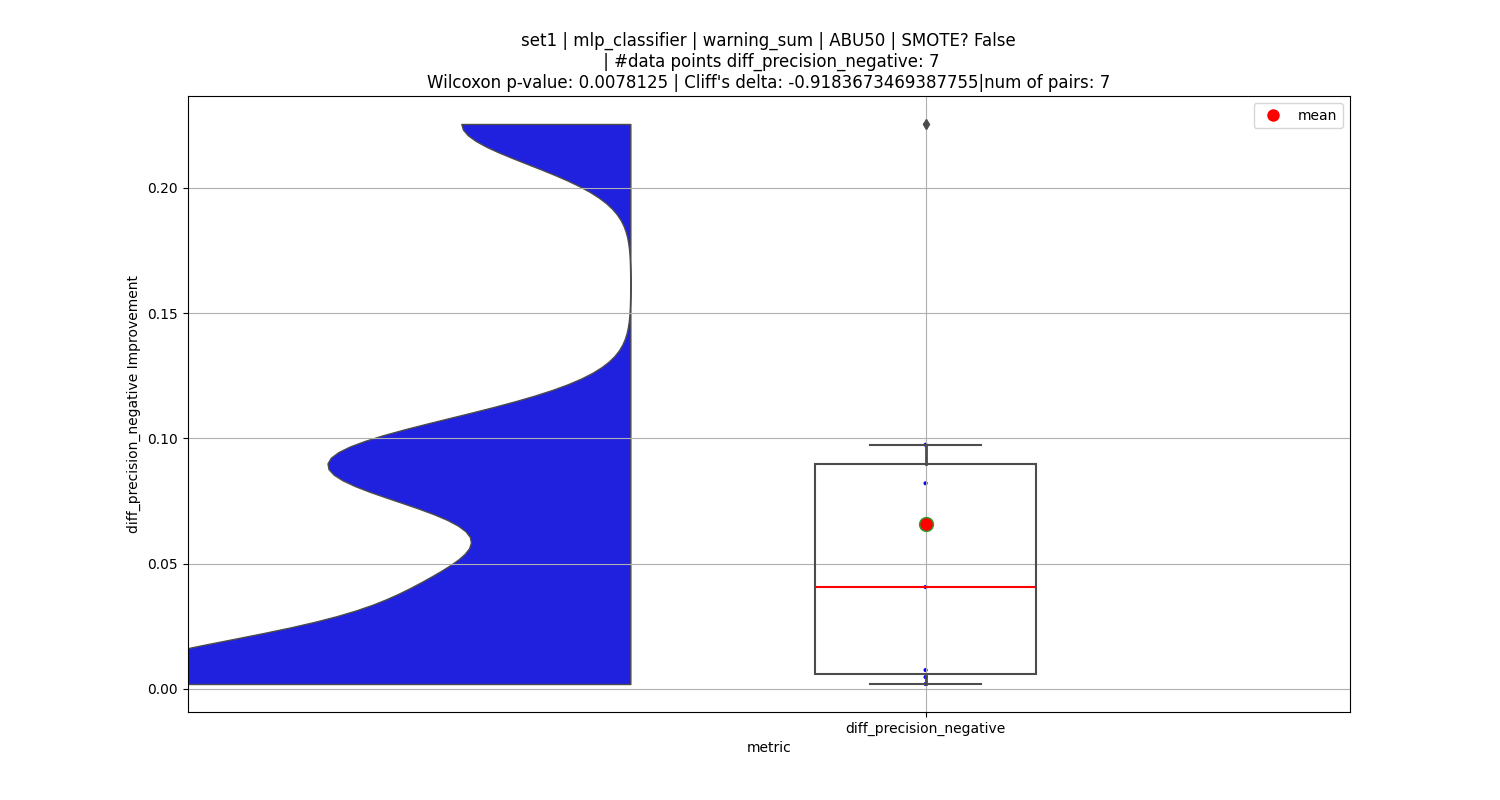 set1 | mlp_classifier | warning_sum | ABU50 | SMOTE? False
| #data points diff_precision_negative: 7
Wilcoxon p-value: 0.0078125 | Cliff's delta: -0.9183673469387755|num of pairs: 7
mean
0.20
0.15
0.10
0.05
0.00
diff_precision_negative Improvement
diff_precision_negative
metric